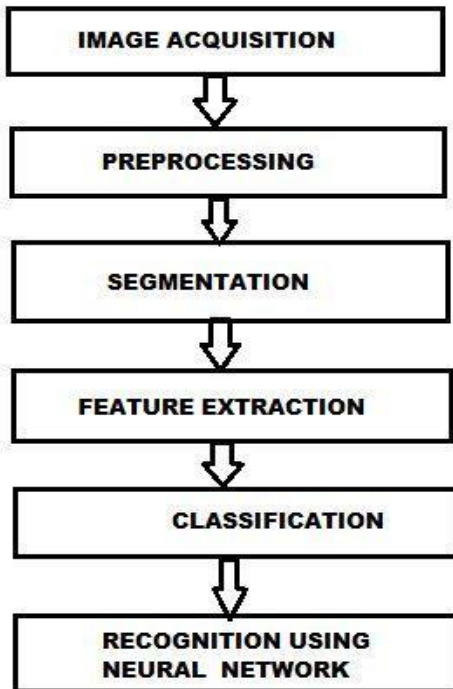 IMAGE ACQUISITION
PREPROCESSING
SEGMENTATION
FEATURE EXTRACTION
CLASSIFICATION
RECOGNITION USING
NEURAL NETWORK